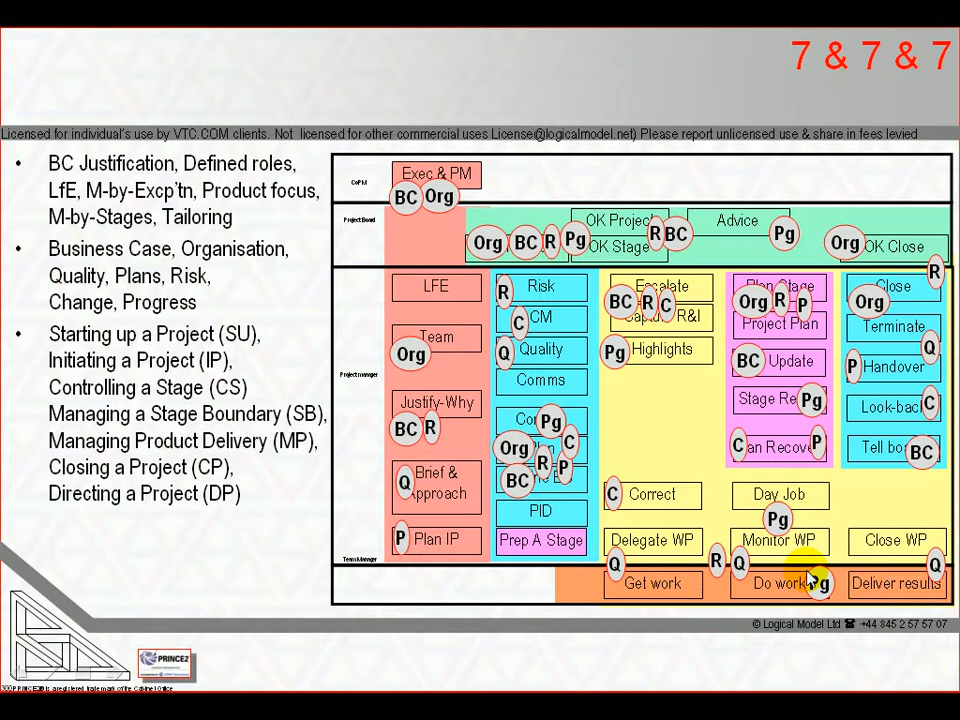 7 & 7 & 7
Licensed for individual's use by VTC.COM clients. Not licensed for other commercial uses License@logicalmodel.net) Please report unlicensed use & share in fees levied
• BC Justification, Defined roles,
LfE, M-by-Excp'tn, Product focus,
M-by-Stages, Tailoring
• Business Case, Organisation,
Quality, Plans, Risk,
Change, Progress
• Starting up a Project (SU),
Initiating a Project (IP),
Controlling a Stage (CS)
Managing a Stage Boundary (SB),
Managing Product Delivery (MP),
Closing a Project (CP),
Directing a Project (DP)
CoPM
Exec & PM
BC Org
Project Board
OK Project
Advice
Org BC R Pg
R BC
Pg
Org
OK Stage
OK Close
R
LFE
R Risk
Escalate
Plan Stage
Close
BC R C
Org R P
Org
C CM
R&I
Project Plan
Terminate
Team
Org
Q Quality
Pg Highlights
BC Update
Q
P Handover
Project manager
Comms
Justify-Why
Stage
Pg
Look-back
C
BC R
Pg
Org C
C
P
Tell
BC
R P
BC
Q Brief &
Approach
C Correct
Day Job
Pg
PID
P Plan IP
Prep A Stage
Delegate WP
Monitor WP
Close WP
Team Manager
Q
R Q
Q
Get work
Do work
Pg
Deliver results
© Logical Model Ltd ☎ +44 845 2 57 57 07
PRINCE2